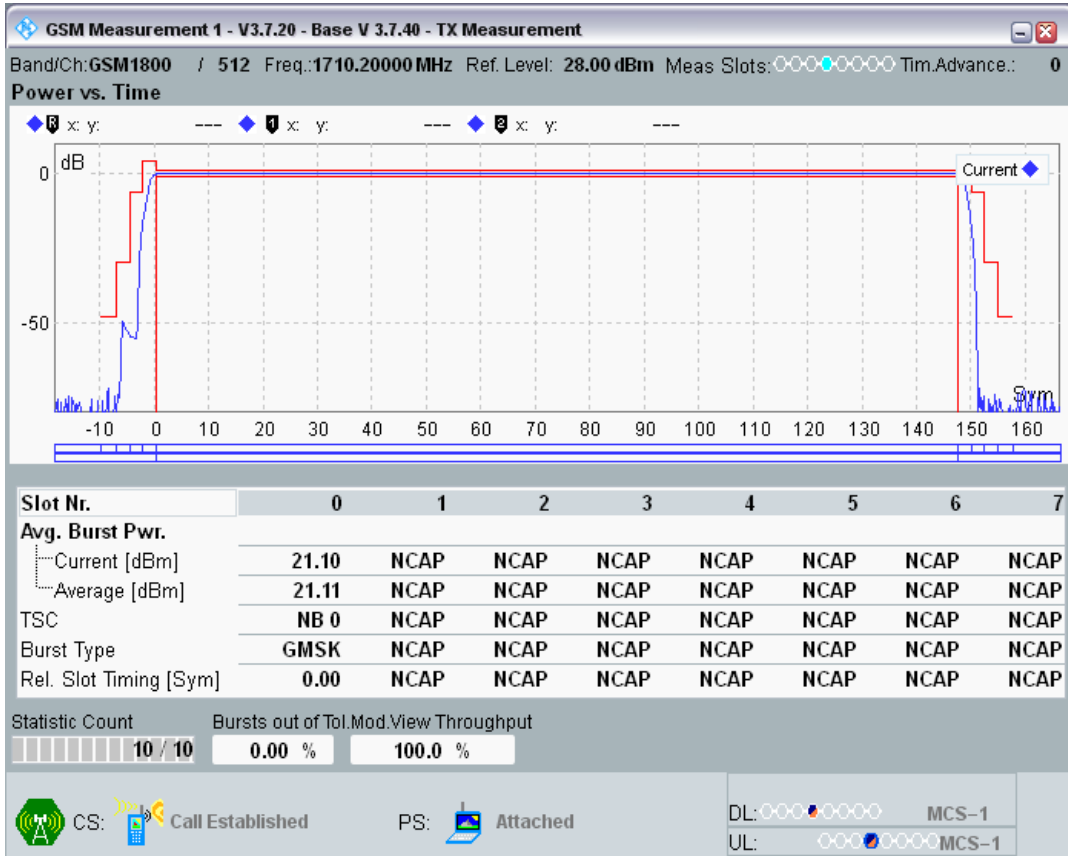 GSM Measurement 1 - V3.7.20 - Base V 3.7.40 - TX Measurement
Band/Ch:GSM1800 / 512 Freq.:1710.20000 MHz Ref. Level: 28.00 dBm Meas Slots: Tim.Advance.: 0
Power vs. Time
R x: y: --- 1 x: y: --- 2 x: y: ---
dB
0
Current
-50
Sym
-10 0 10 20 30 40 50 60 70 80 90 100 110 120 130 140 150 160
Slot Nr. 0 1 2 3 4 5 6 7
Avg. Burst Pwr.
Current [dBm] 21.10 NCAP NCAP NCAP NCAP NCAP NCAP NCAP
Average [dBm] 21.11 NCAP NCAP NCAP NCAP NCAP NCAP NCAP
TSC NB 0 NCAP NCAP NCAP NCAP NCAP NCAP NCAP
Burst Type GMSK NCAP NCAP NCAP NCAP NCAP NCAP NCAP
Rel. Slot Timing [Sym] 0.00 NCAP NCAP NCAP NCAP NCAP NCAP NCAP
Statistic Count Bursts out of Tol.Mod.View Throughput
10 / 10 0.00 % 100.0 %
CS: Call Established PS: Attached
DL: MCS-1
UL: MCS-1